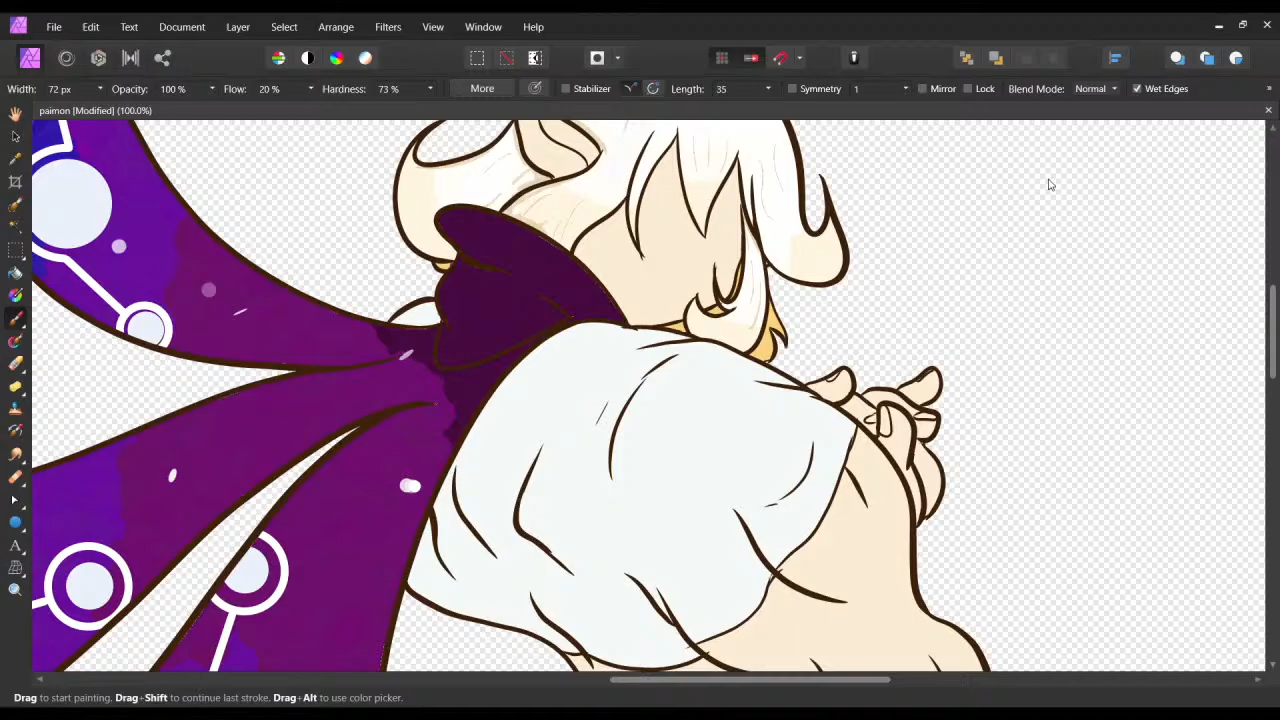 File Edit Text Document Layer Select Arrange Filters View Window Help
Width: 72 px Opacity: 100 % Flow: 20 % Hardness: 73 % More Stabilizer Length: 35 Symmetry 1 Mirror Lock Blend Mode: Normal Wet Edges »
paimon [Modified] (100.0%)
Drag to start painting. Drag+Shift to continue last stroke. Drag+Alt to use color picker.